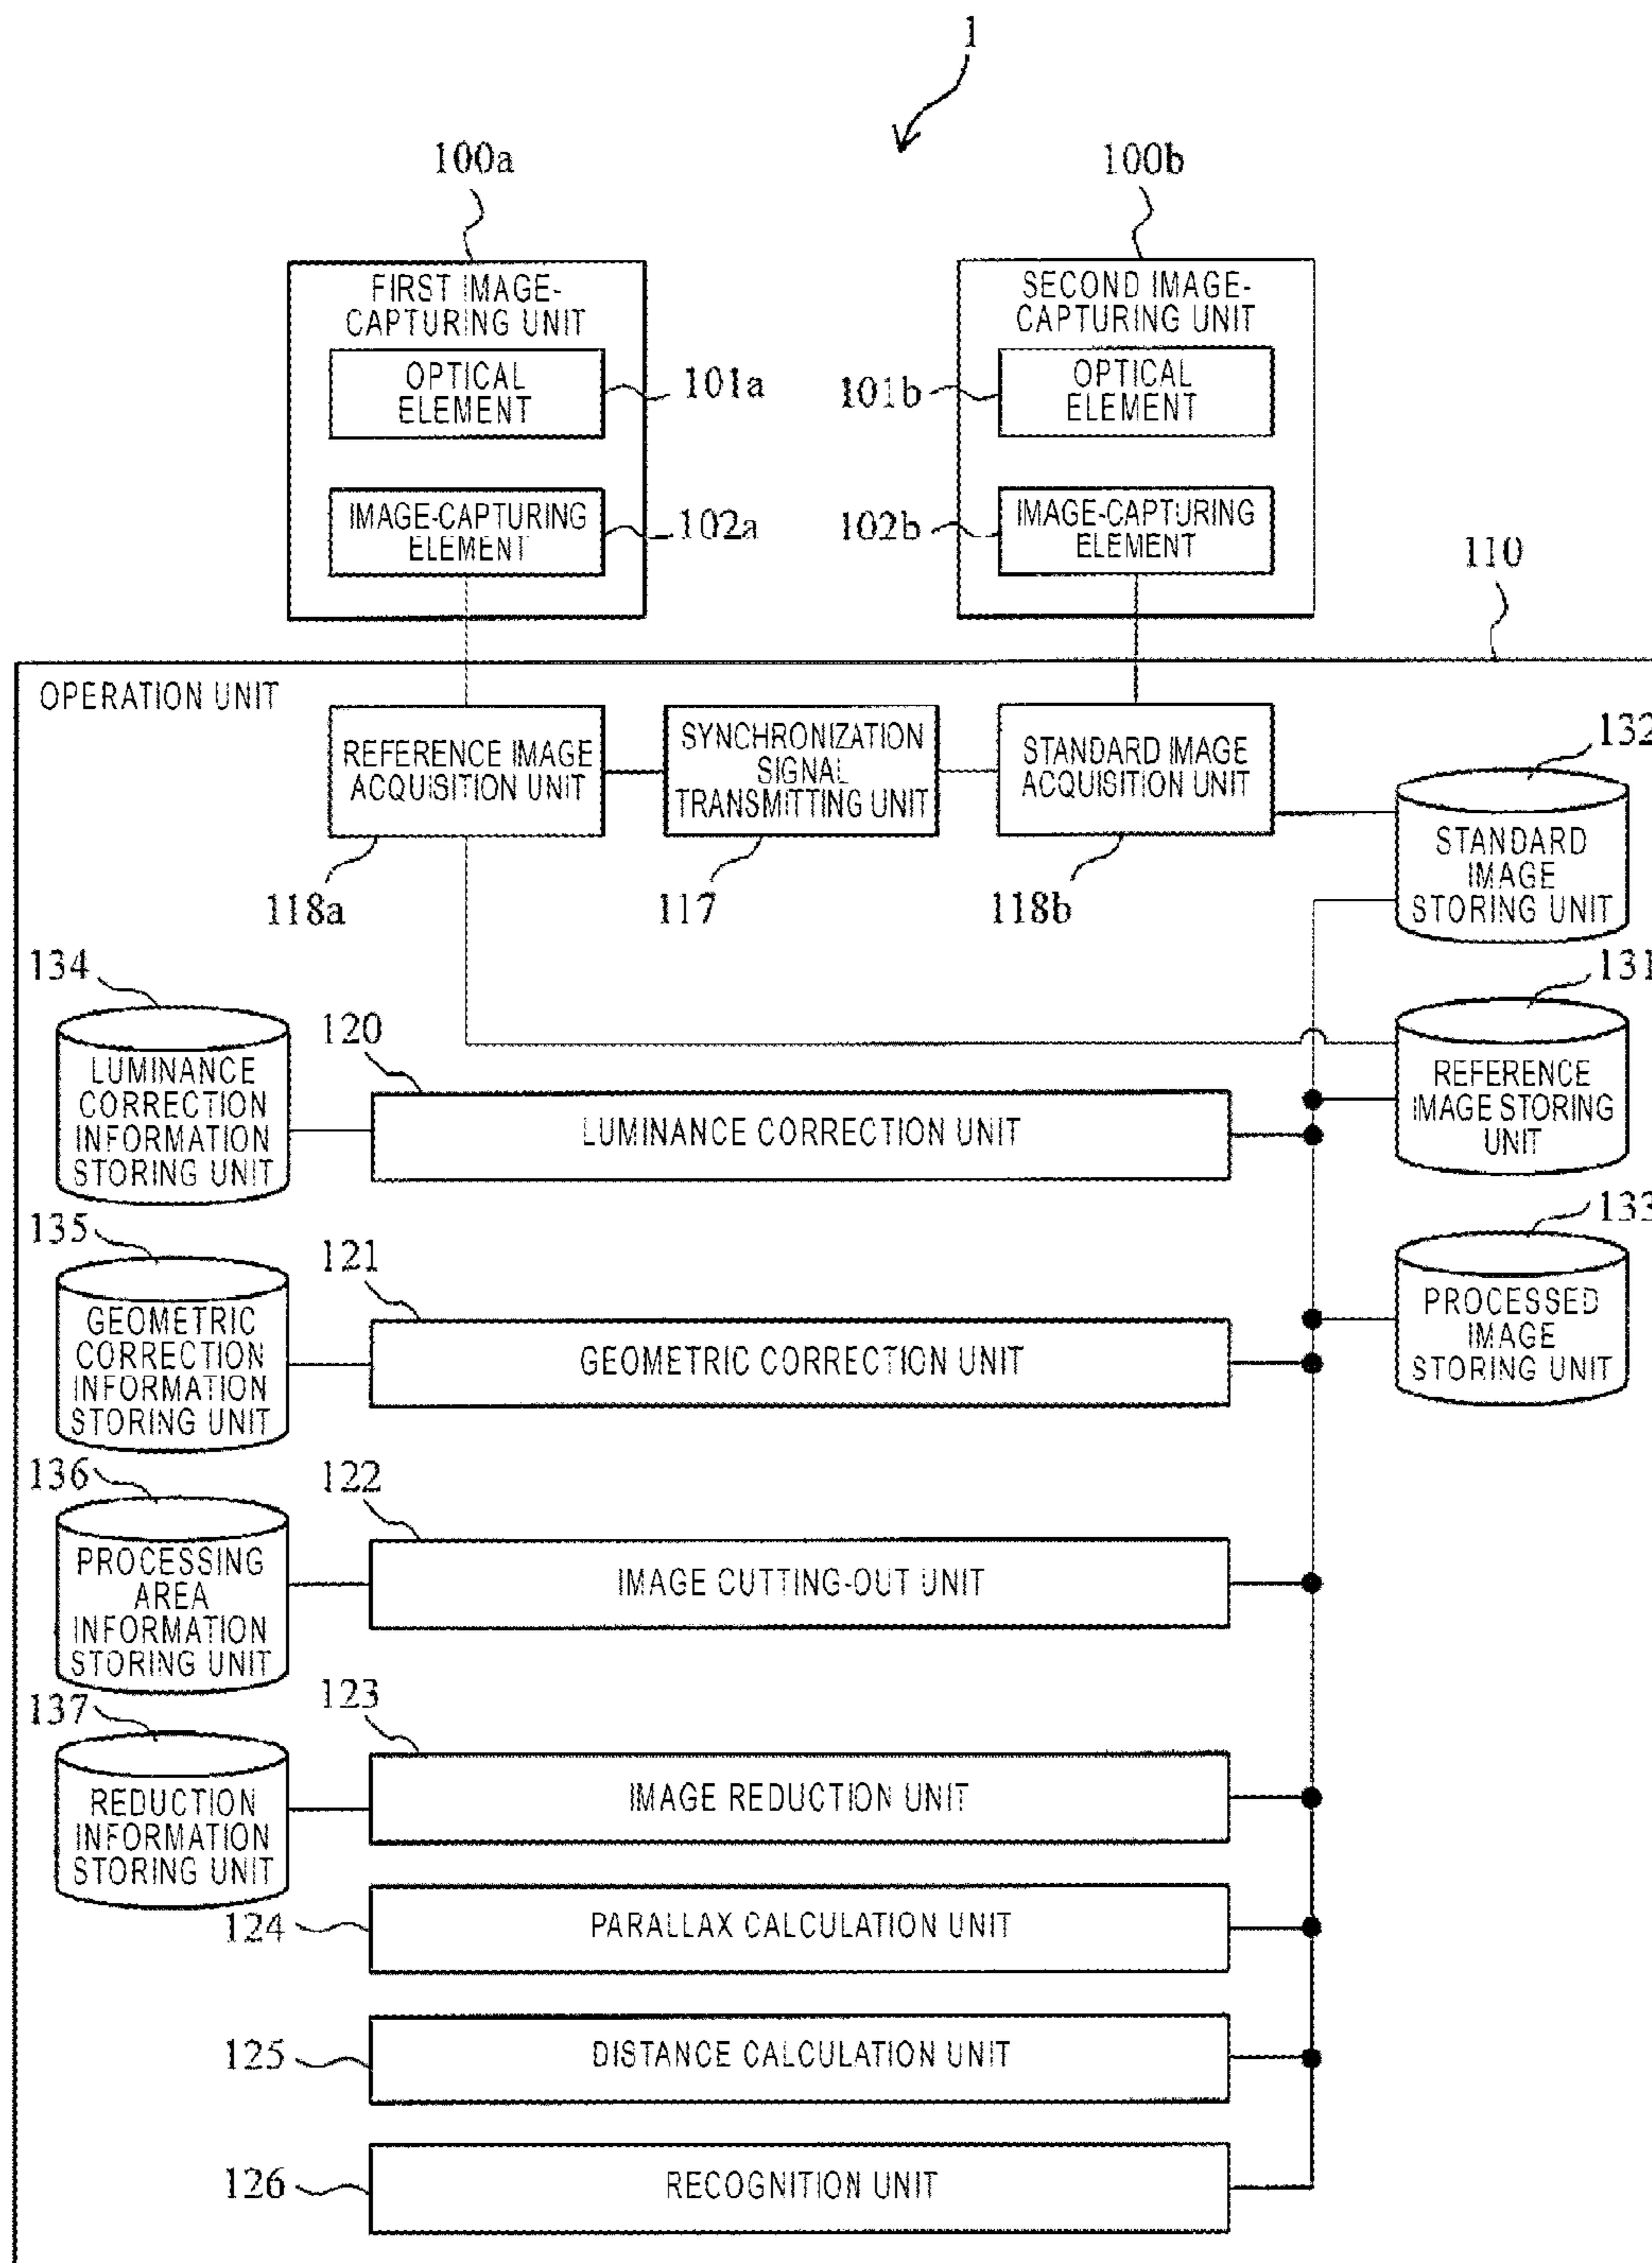 1
100a
100b
FIRST IMAGE-
CAPTURING UNIT
SECOND IMAGE-
CAPTURING UNIT
OPTICAL
ELEMENT
101a
101b
OPTICAL
ELEMENT
IMAGE-CAPTURING
ELEMENT
102a
102b
IMAGE-CAPTURING
ELEMENT
110
OPERATION UNIT
REFERENCE IMAGE
ACQUISITION UNIT
SYNCHRONIZATION
SIGNAL
TRANSMITTING UNIT
STANDARD IMAGE
ACQUISITION UNIT
132
STANDARD
IMAGE
STORING UNIT
118a
117
118b
134
131
LUMINANCE
CORRECTION
INFORMATION
STORING UNIT
120
LUMINANCE CORRECTION UNIT
REFERENCE
IMAGE STORING
UNIT
135
133
GEOMETRIC
CORRECTION
INFORMATION
STORING UNIT
121
GEOMETRIC CORRECTION UNIT
PROCESSED
IMAGE
STORING UNIT
136
122
PROCESSING
AREA
INFORMATION
STORING UNIT
IMAGE CUTTING-OUT UNIT
137
123
REDUCTION
INFORMATION
STORING UNIT
IMAGE REDUCTION UNIT
124
PARALLAX CALCULATION UNIT
125
DISTANCE CALCULATION UNIT
126
RECOGNITION UNIT